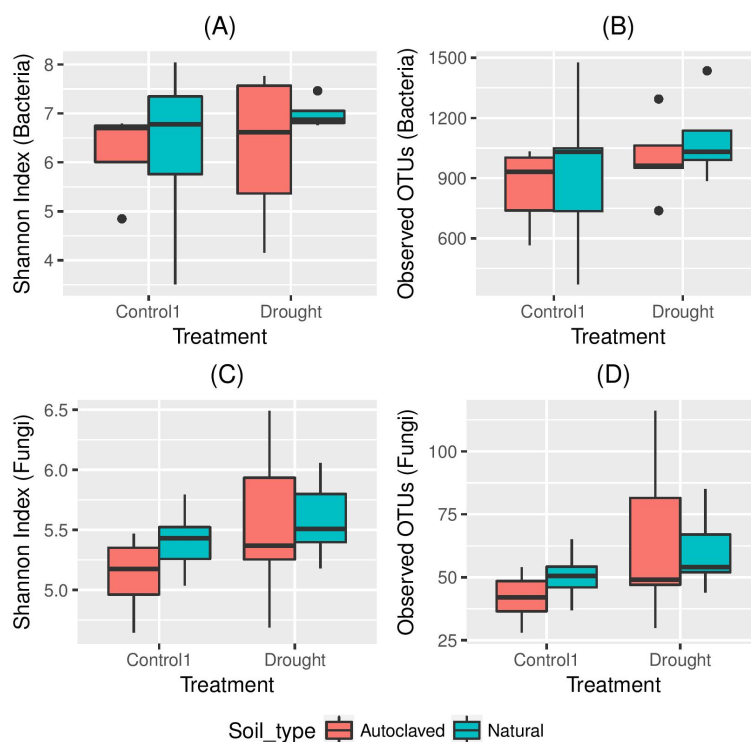 (A)
Shannon Index (Bacteria)
8
7
6
5
4
Control1 Drought
Treatment
(B)
Observed OTUs (Bacteria)
1500
1200
900
600
Control1 Drought
Treatment
(C)
Shannon Index (Fungi)
6.5
6.0
5.5
5.0
Control1 Drought
Treatment
(D)
Observed OTUs (Fungi)
100
75
50
25
Control1 Drought
Treatment
Soil_type Autoclaved Natural